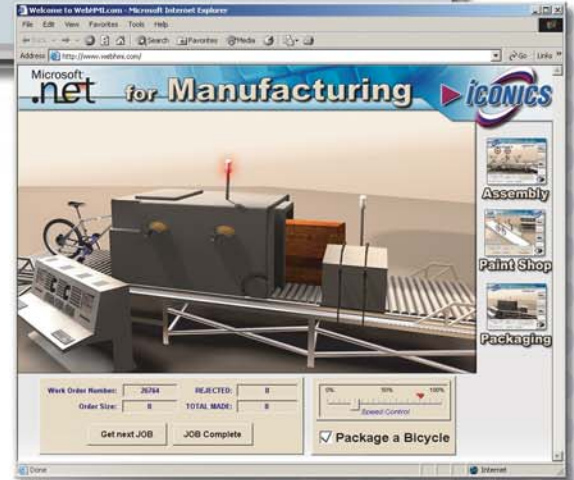 Welcome to WebHMI.com - Microsoft Internet Explorer
File Edit View Favorites Tools Help
Search Favorites Media
Address http://www.webhmi.com/ Go Links »
Microsoft
.net for Manufacturing ICONICS
Assembly
Paint Shop
Packaging
Work Order Number: 26764 REJECTED: 0
Order Size: 0 TOTAL MADE: 0
Get next JOB JOB Complete
0% 50% 100%
Speed Control
Package a Bicycle
Done Internet